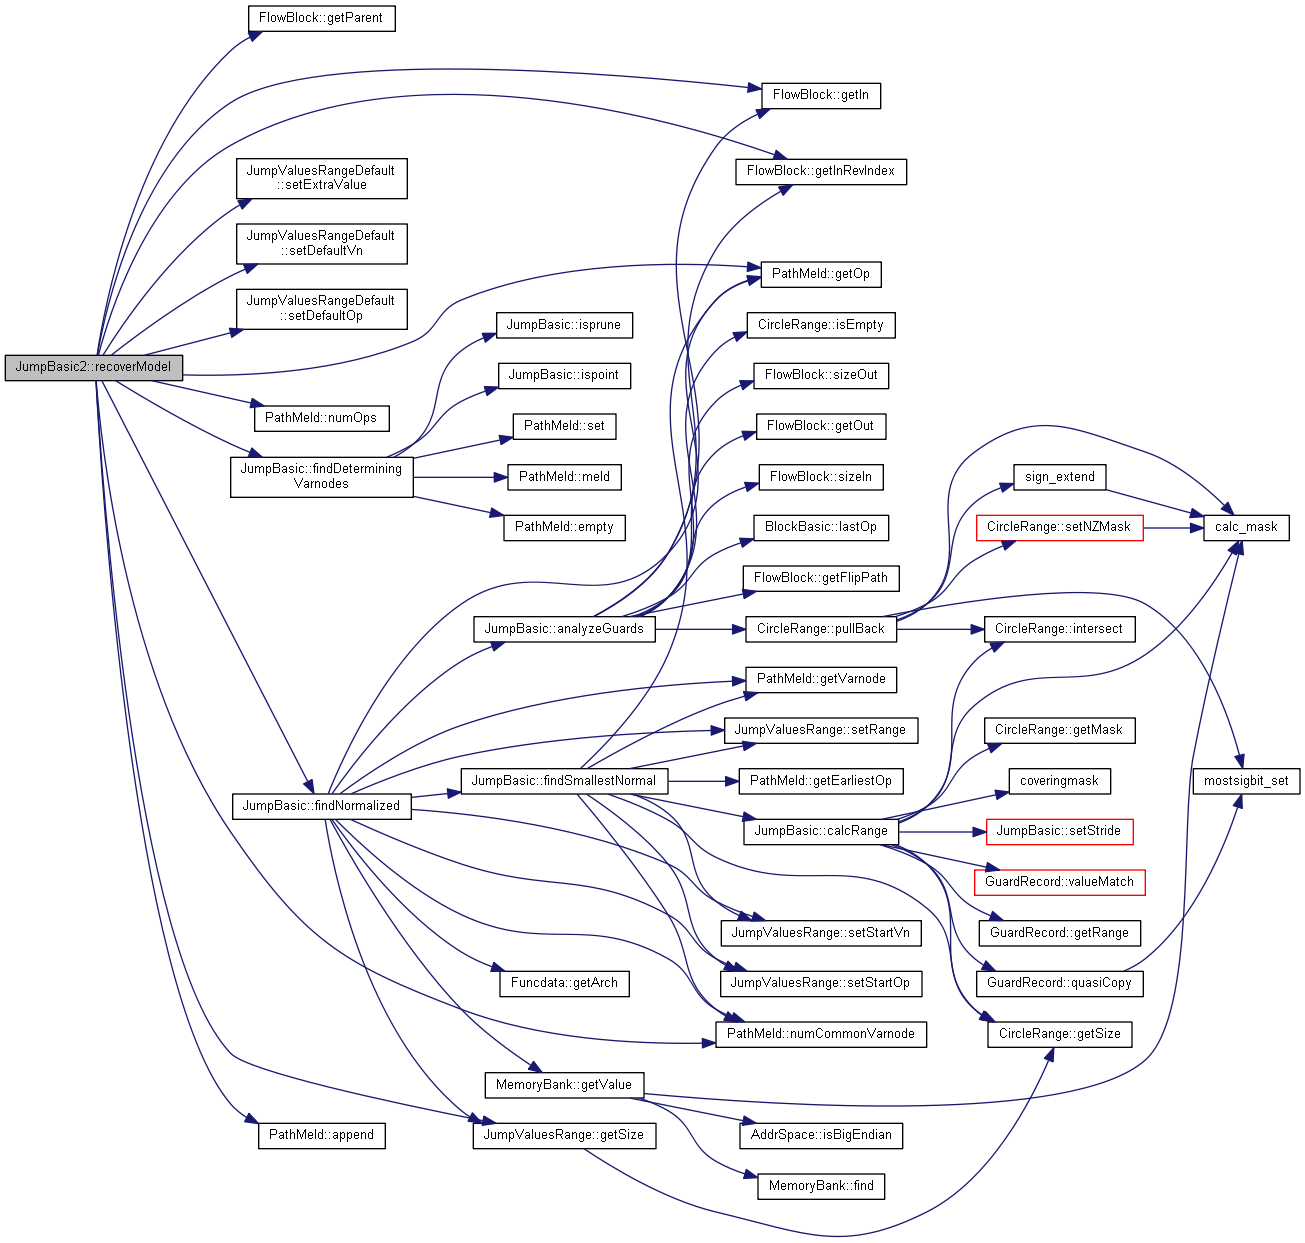 FlowBlock::getParent
FlowBlock::getIn
FlowBlock::getInRevIndex
JumpValuesRangeDefault
::setExtraValue
JumpValuesRangeDefault
::setDefaultVn
PathMeld::getOp
JumpValuesRangeDefault
::setDefaultOp
JumpBasic::isprune
CircleRange::isEmpty
JumpBasic2::recoverModel
JumpBasic::ispoint
FlowBlock::sizeOut
PathMeld::numOps
PathMeld::set
FlowBlock::getOut
JumpBasic::findDetermining
Varnodes
PathMeld::meld
FlowBlock::sizeIn
sign_extend
PathMeld::empty
BlockBasic::lastOp
CircleRange::setNZMask
calc_mask
FlowBlock::getFlipPath
JumpBasic::analyzeGuards
CircleRange::pullBack
CircleRange::intersect
PathMeld::getVarnode
JumpValuesRange::setRange
CircleRange::getMask
JumpBasic::findSmallestNormal
PathMeld::getEarliestOp
coveringmask
mostsigbit_set
JumpBasic::findNormalized
JumpBasic::calcRange
JumpBasic::setStride
GuardRecord::valueMatch
JumpValuesRange::setStartVn
GuardRecord::getRange
Funcdata::getArch
JumpValuesRange::setStartOp
GuardRecord::quasiCopy
PathMeld::numCommonVarnode
CircleRange::getSize
MemoryBank::getValue
PathMeld::append
JumpValuesRange::getSize
AddrSpace::isBigEndian
MemoryBank::find